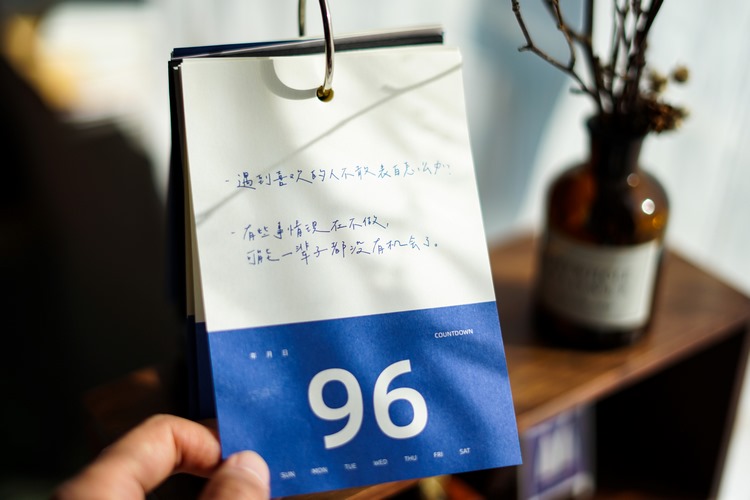 - 遇到喜欢的人不敢表白怎么办?
- 有些事情现在不做,
可能一辈子都没有机会了。
COUNTDOWN
年 月 日
96
SUN MON TUE WED THU FRI SAT